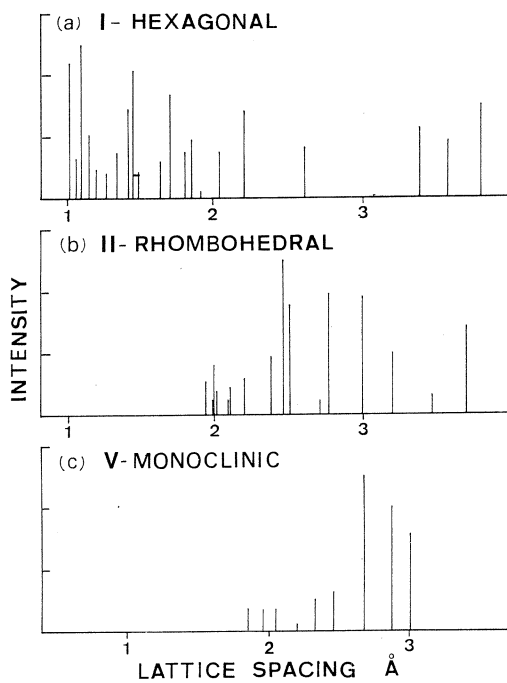 (a) I - HEXAGONAL
1 2 3
(b) II - RHOMBOHEDRAL
1 2 3
(c) V - MONOCLINIC
1 2 3
INTENSITY
LATTICE SPACING Å